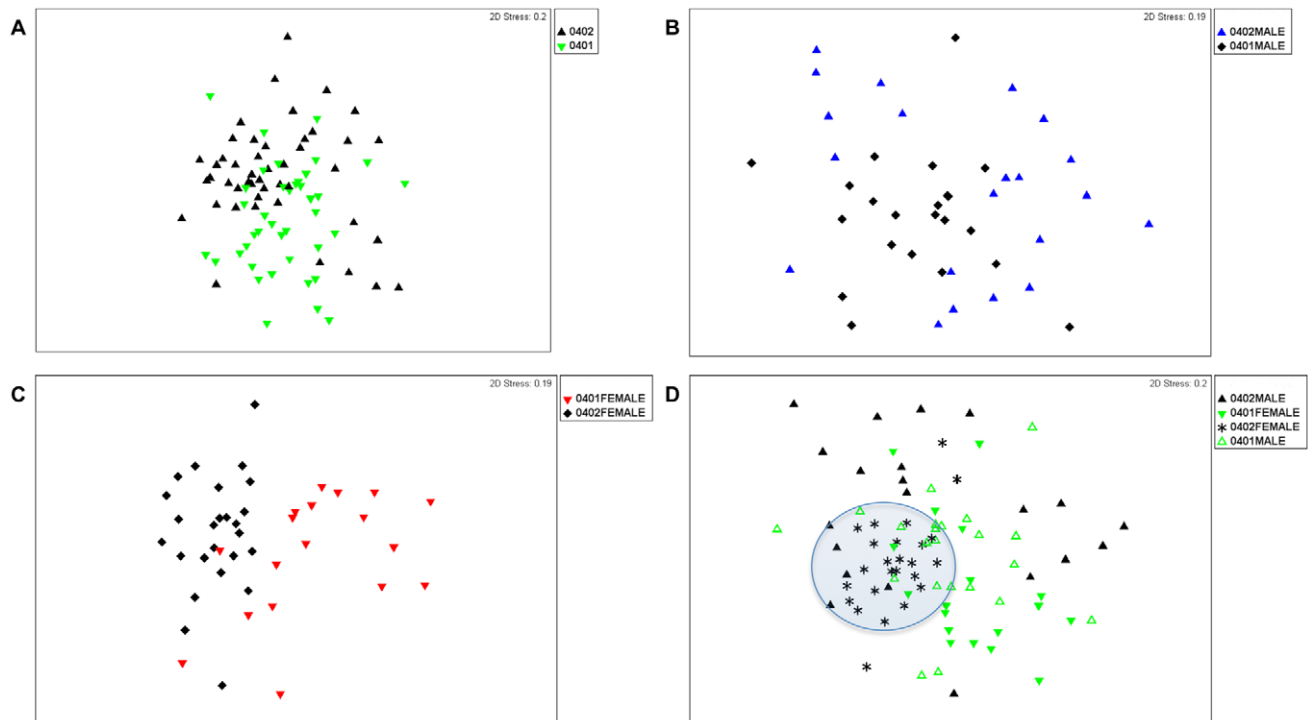 A
2D Stress: 0.2
0402
0401
B
2D Stress: 0.19
0402MALE
0401MALE
C
2D Stress: 0.19
0401FEMALE
0402FEMALE
D
2D Stress: 0.2
0402MALE
0401FEMALE
0402FEMALE
0401MALE